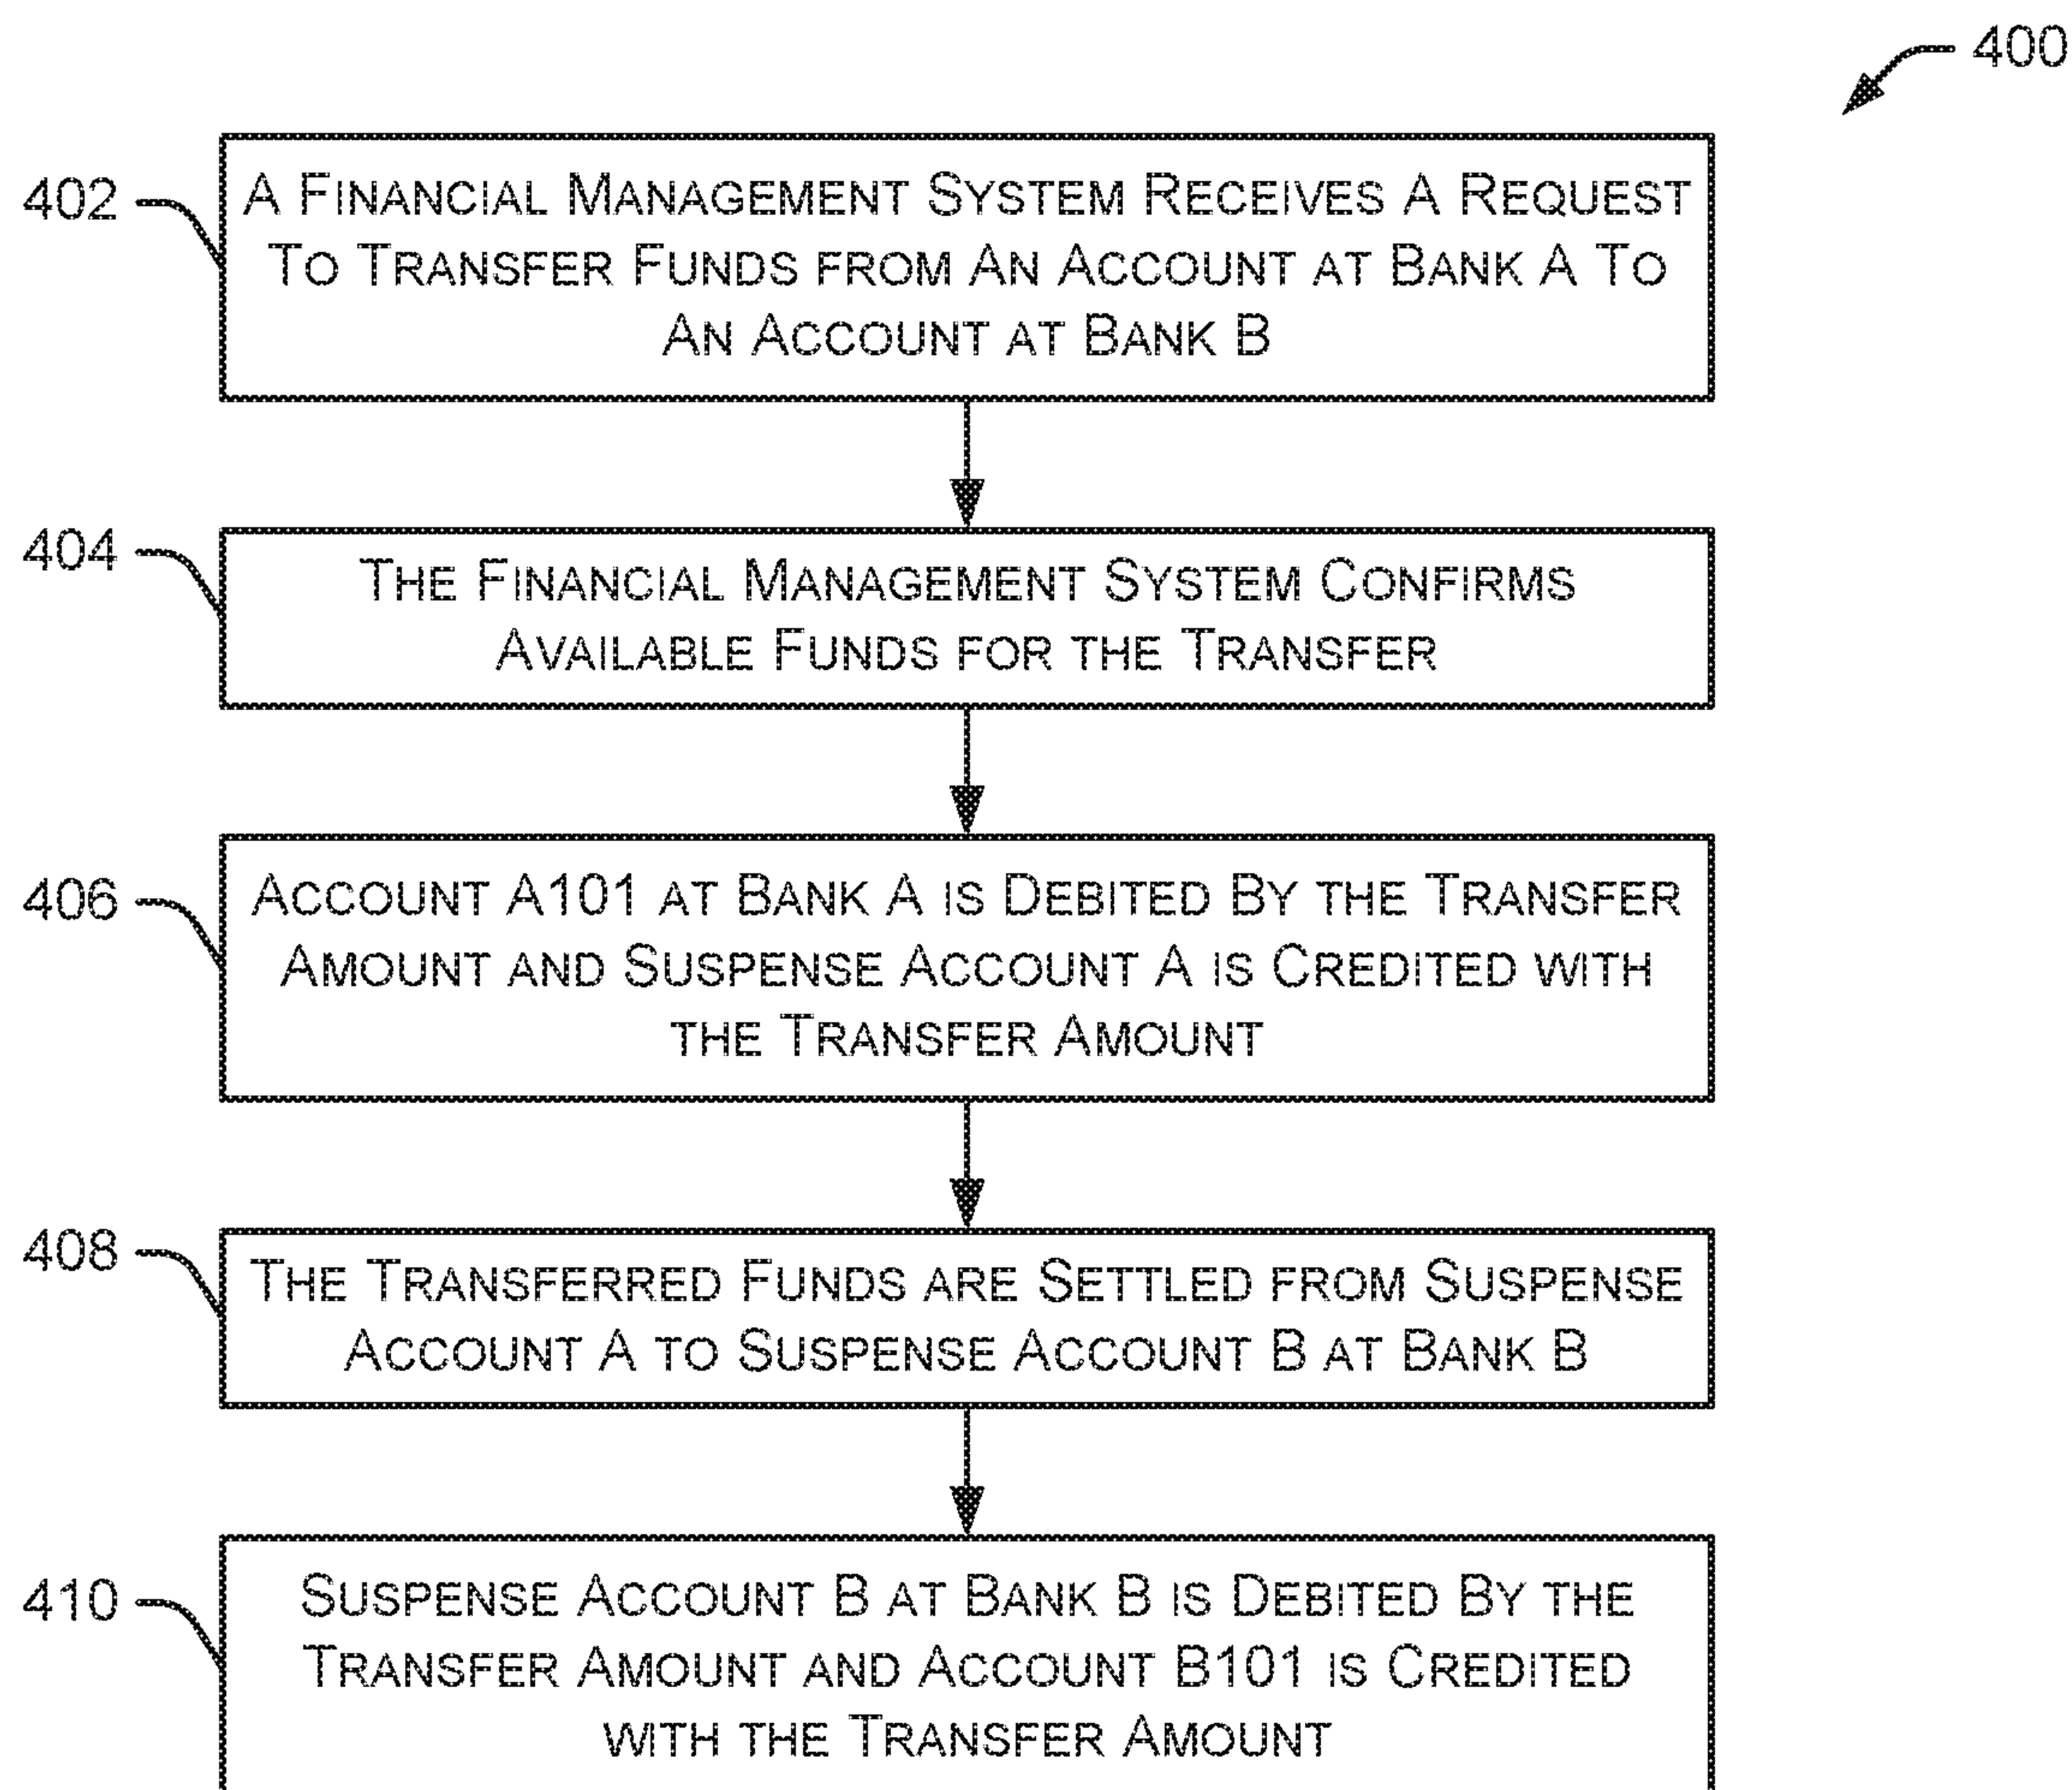 400
402
A FINANCIAL MANAGEMENT SYSTEM RECEIVES A REQUEST
TO TRANSFER FUNDS FROM AN ACCOUNT AT BANK A TO
AN ACCOUNT AT BANK B
404
THE FINANCIAL MANAGEMENT SYSTEM CONFIRMS
AVAILABLE FUNDS FOR THE TRANSFER
406
ACCOUNT A101 AT BANK A IS DEBITED BY THE TRANSFER
AMOUNT AND SUSPENSE ACCOUNT A IS CREDITED WITH
THE TRANSFER AMOUNT
408
THE TRANSFERRED FUNDS ARE SETTLED FROM SUSPENSE
ACCOUNT A TO SUSPENSE ACCOUNT B AT BANK B
410
SUSPENSE ACCOUNT B AT BANK B IS DEBITED BY THE
TRANSFER AMOUNT AND ACCOUNT B101 IS CREDITED
WITH THE TRANSFER AMOUNT